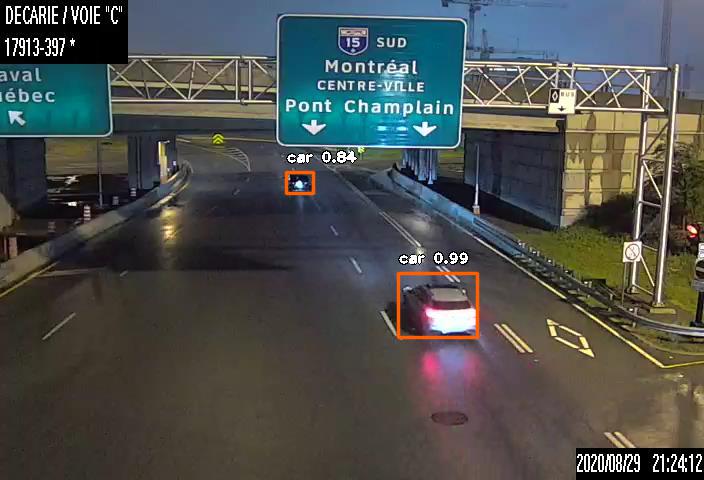 DECARIE / VOIE "C"
17913-397 *
aval
uébec
15 SUD
Montréal
CENTRE-VILLE
Pont Champlain
BUS
car 0.84
car 0.99
2020/08/29 21:24:12